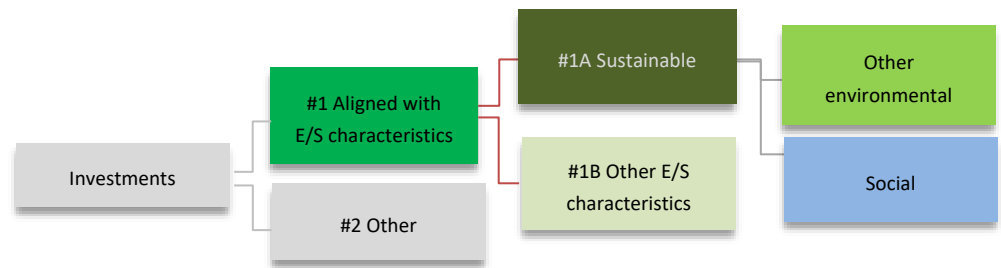 Investments
#1 Aligned with
E/S characteristics
#2 Other
#1A Sustainable
#1B Other E/S
characteristics
Other
environmental
Social